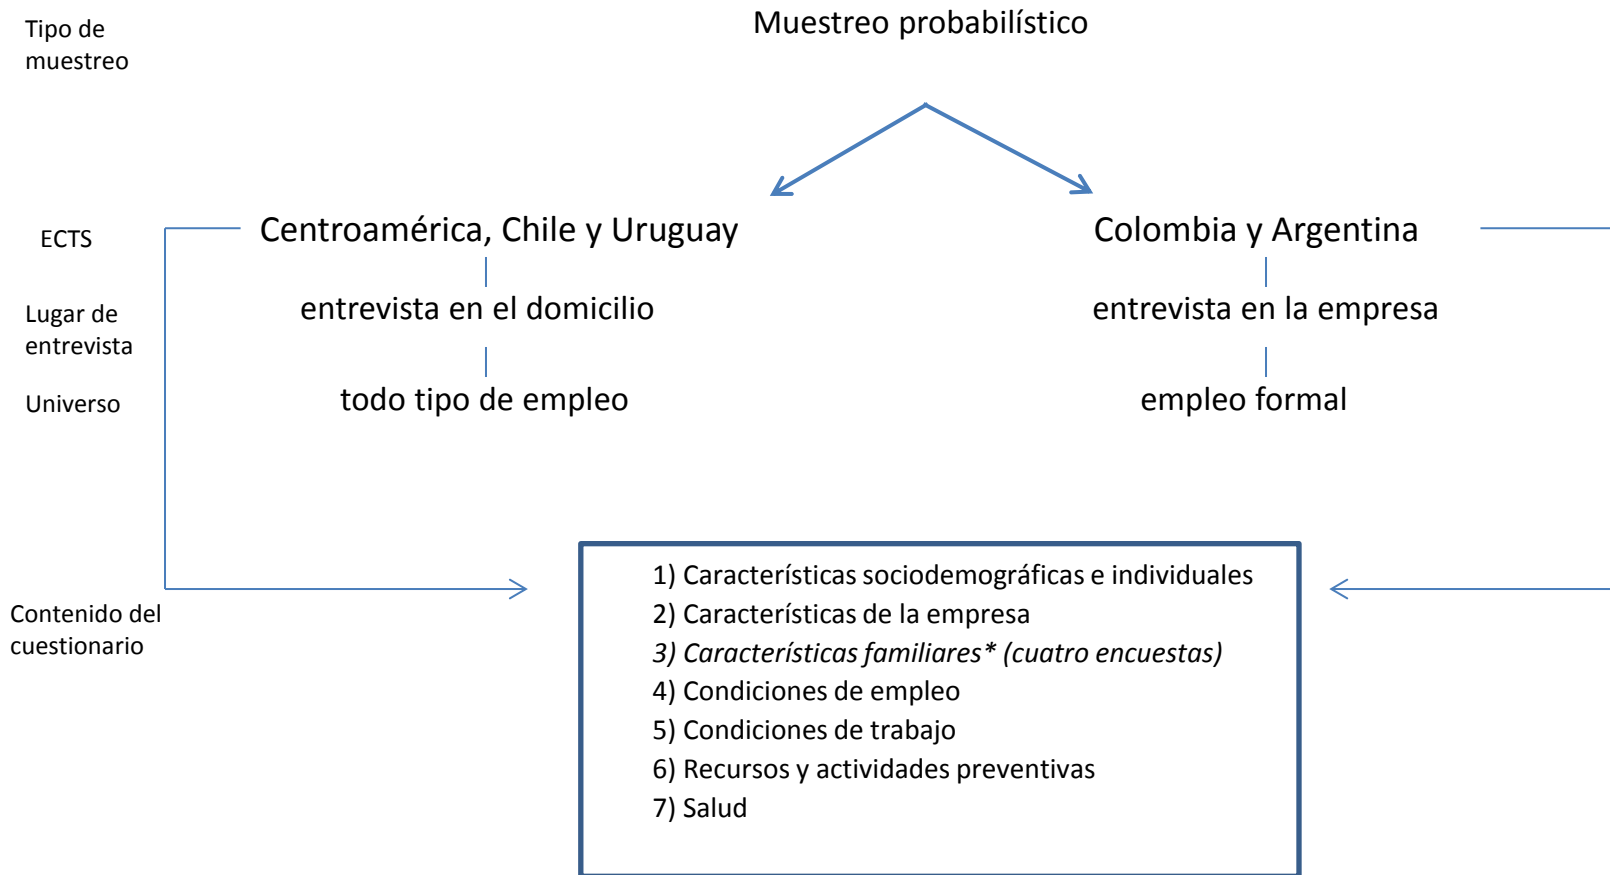 Tipo de
muestreo
Muestreo probabilístico
ECTS
Centroamérica, Chile y Uruguay
Colombia y Argentina
Lugar de
entrevista
entrevista en el domicilio
entrevista en la empresa
Universo
todo tipo de empleo
empleo formal
Contenido del
cuestionario
1) Características sociodemográficas e individuales
2) Características de la empresa
3) Características familiares* (cuatro encuestas)
4) Condiciones de empleo
5) Condiciones de trabajo
6) Recursos y actividades preventivas
7) Salud